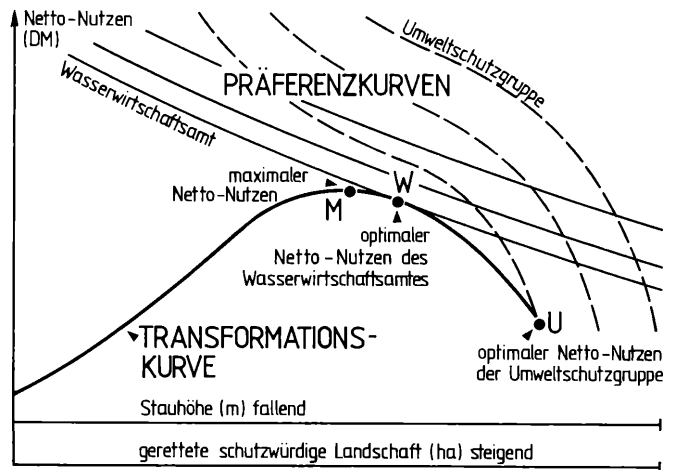 Netto-Nutzen
(DM)
Umweltschutzgruppe
Wasserwirtschaftsamt
PRÄFERENZKURVEN
maximaler
Netto-Nutzen
M
W
optimaler
Netto-Nutzen des
Wasserwirtschaftsamtes
U
TRANSFORMATIONS-
KURVE
optimaler Netto-Nutzen
der Umweltschutzgruppe
Stauhöhe (m) fallend
gerettete schutzwürdige Landschaft (ha) steigend